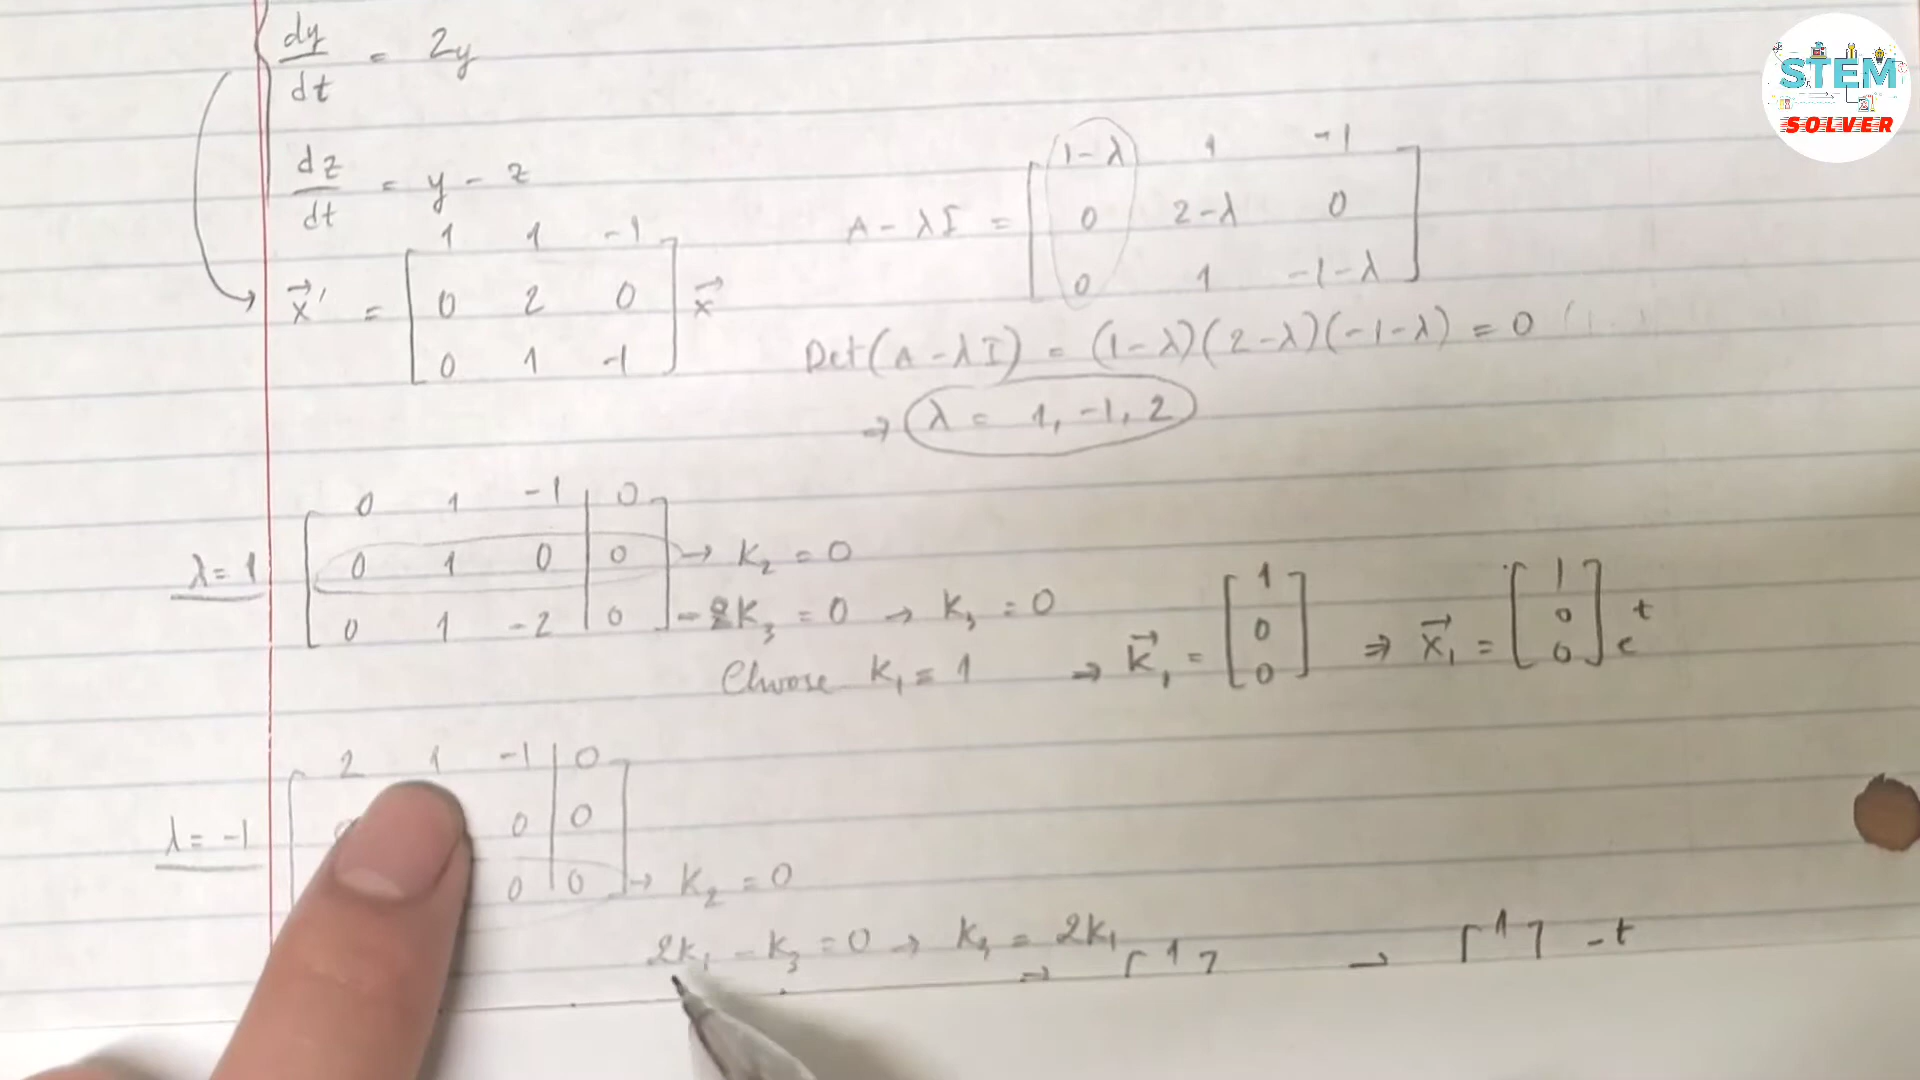 dy/dt = 2y
dz/dt = y - z
x⃗' = [1 1 -1
0 2 0
0 1 -1] x⃗
A - λI = [1-λ 1 -1
0 2-λ 0
0 1 -1-λ]
Det(A - λI) = (1-λ)(2-λ)(-1-λ) = 0
→ λ = 1, -1, 2
λ = 1 [0 1 -1 | 0
0 1 0 | 0 → k₂ = 0
0 1 -2 | 0] -2k₃ = 0 → k₃ = 0
Choose k₁ = 1 → k⃗₁ = [1 0 0] ⇒ x⃗₁ = [1 0 0] eᵗ
λ = -1 [2 1 -1 | 0
0 | 0
0 | 0] → k₂ = 0
2k₁ - k₃ = 0 → k₃ = 2k₁
→ [1] → [1] -t
STEM
SOLVER